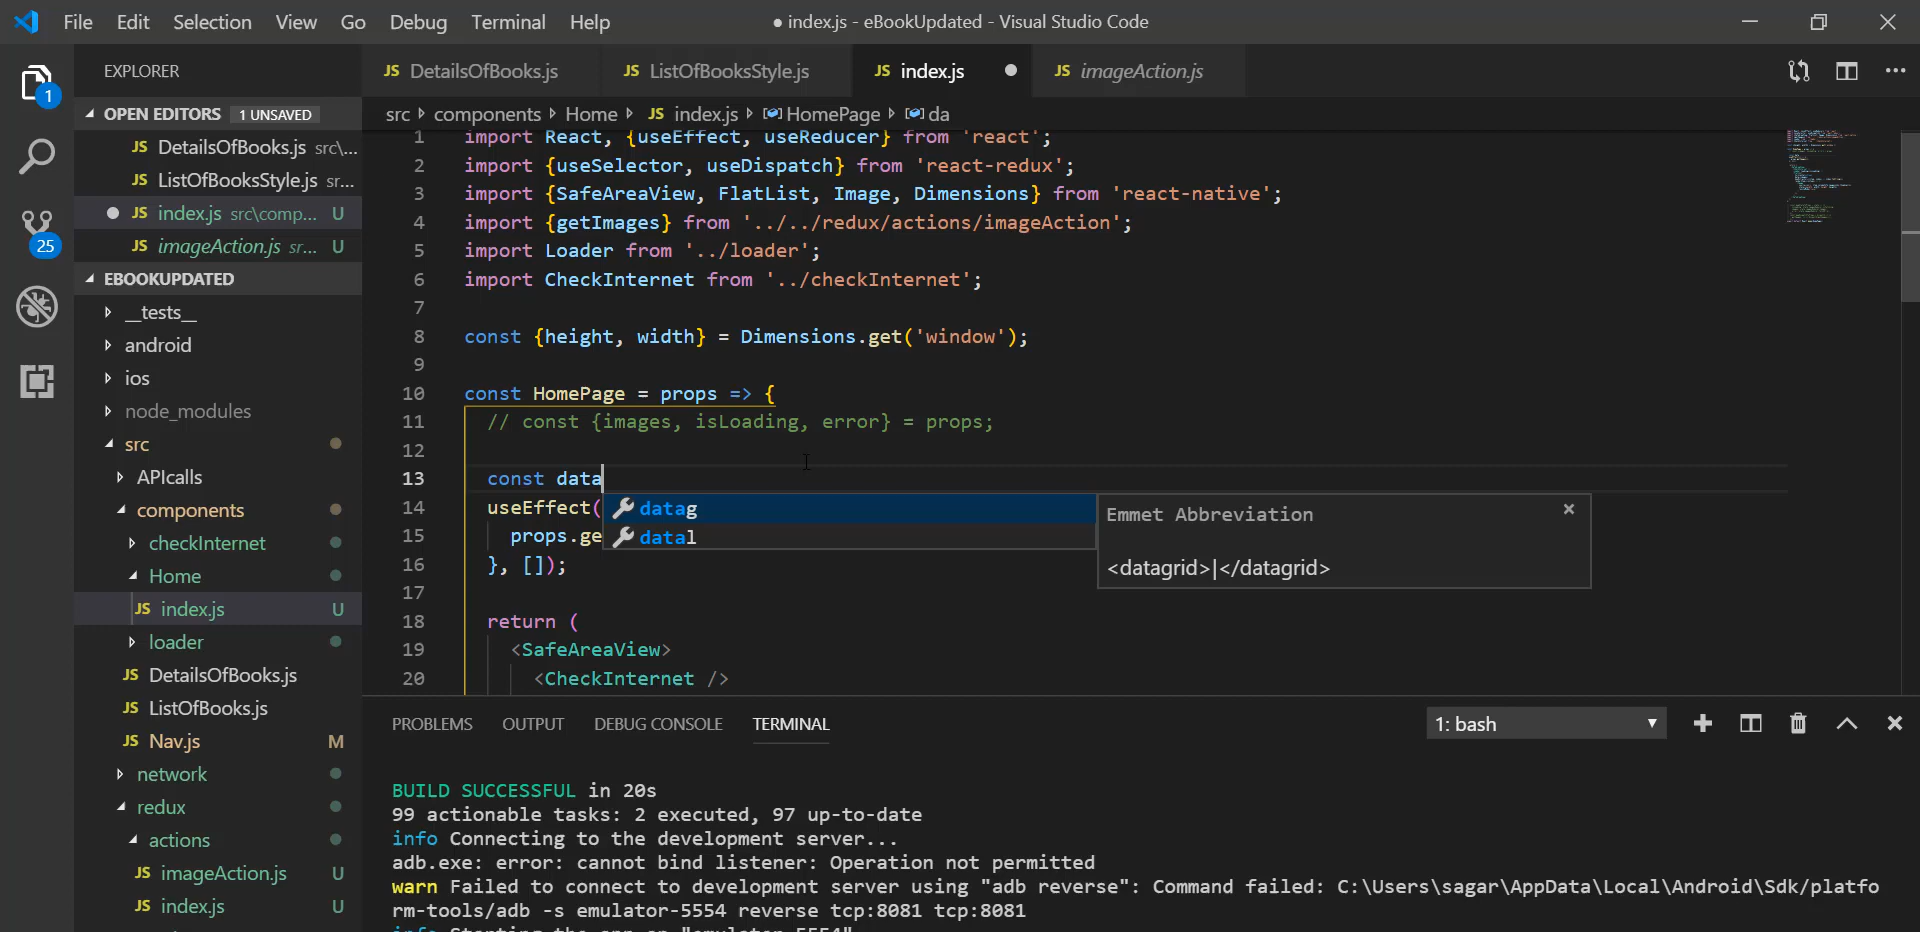 File Edit Selection View Go Debug Terminal Help ● index.js - eBookUpdated - Visual Studio Code
EXPLORER
OPEN EDITORS 1 UNSAVED
JS DetailsOfBooks.js src\...
JS ListOfBooksStyle.js sr...
JS index.js src\comp... U
JS imageAction.js sr... U
EBOOKUPDATED
__tests__
android
ios
node_modules
src
APIcalls
components
checkInternet
Home
JS index.js U
loader
JS DetailsOfBooks.js
JS ListOfBooks.js
JS Nav.js M
network
redux
actions
JS imageAction.js U
JS index.js U
1
25
JS DetailsOfBooks.js JS ListOfBooksStyle.js JS index.js JS imageAction.js
src components Home JS index.js HomePage da
1 import React, {useEffect, useReducer} from 'react';
2 import {useSelector, useDispatch} from 'react-redux';
3 import {SafeAreaView, FlatList, Image, Dimensions} from 'react-native';
4 import {getImages} from '../../redux/actions/imageAction';
5 import Loader from '../loader';
6 import CheckInternet from '../checkInternet';
7
8 const {height, width} = Dimensions.get('window');
9
10 const HomePage = props => {
11 // const {images, isLoading, error} = props;
12
13 const data
14 useEffect(
15 props.ge
16 }, []);
17
18 return (
19 <SafeAreaView>
20 <CheckInternet />
datag
datal
Emmet Abbreviation
<datagrid>|</datagrid>
PROBLEMS OUTPUT DEBUG CONSOLE TERMINAL 1: bash
BUILD SUCCESSFUL in 20s
99 actionable tasks: 2 executed, 97 up-to-date
info Connecting to the development server...
adb.exe: error: cannot bind listener: Operation not permitted
warn Failed to connect to development server using "adb reverse": Command failed: C:\Users\sagar\AppData\Local\Android\Sdk/platfo
rm-tools/adb -s emulator-5554 reverse tcp:8081 tcp:8081
info Starting the app on "emulator-5554"